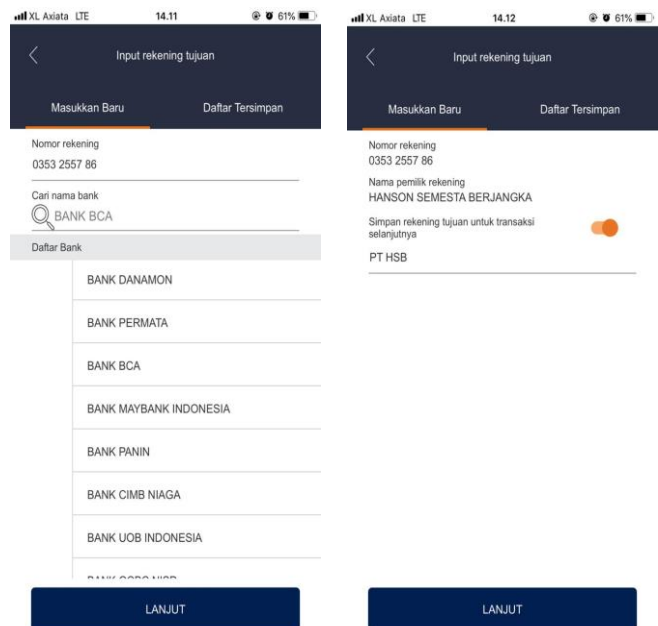 XL Axiata LTE 14.11 61%
Input rekening tujuan
Masukkan Baru Daftar Tersimpan
Nomor rekening
0353 2557 86
Cari nama bank
BANK BCA
Daftar Bank
BANK DANAMON
BANK PERMATA
BANK BCA
BANK MAYBANK INDONESIA
BANK PANIN
BANK CIMB NIAGA
BANK UOB INDONESIA
LANJUT
XL Axiata LTE 14.12 61%
Input rekening tujuan
Masukkan Baru Daftar Tersimpan
Nomor rekening
0353 2557 86
Nama pemilik rekening
HANSON SEMESTA BERJANGKA
Simpan rekening tujuan untuk transaksi
selanjutnya
PT HSB
LANJUT